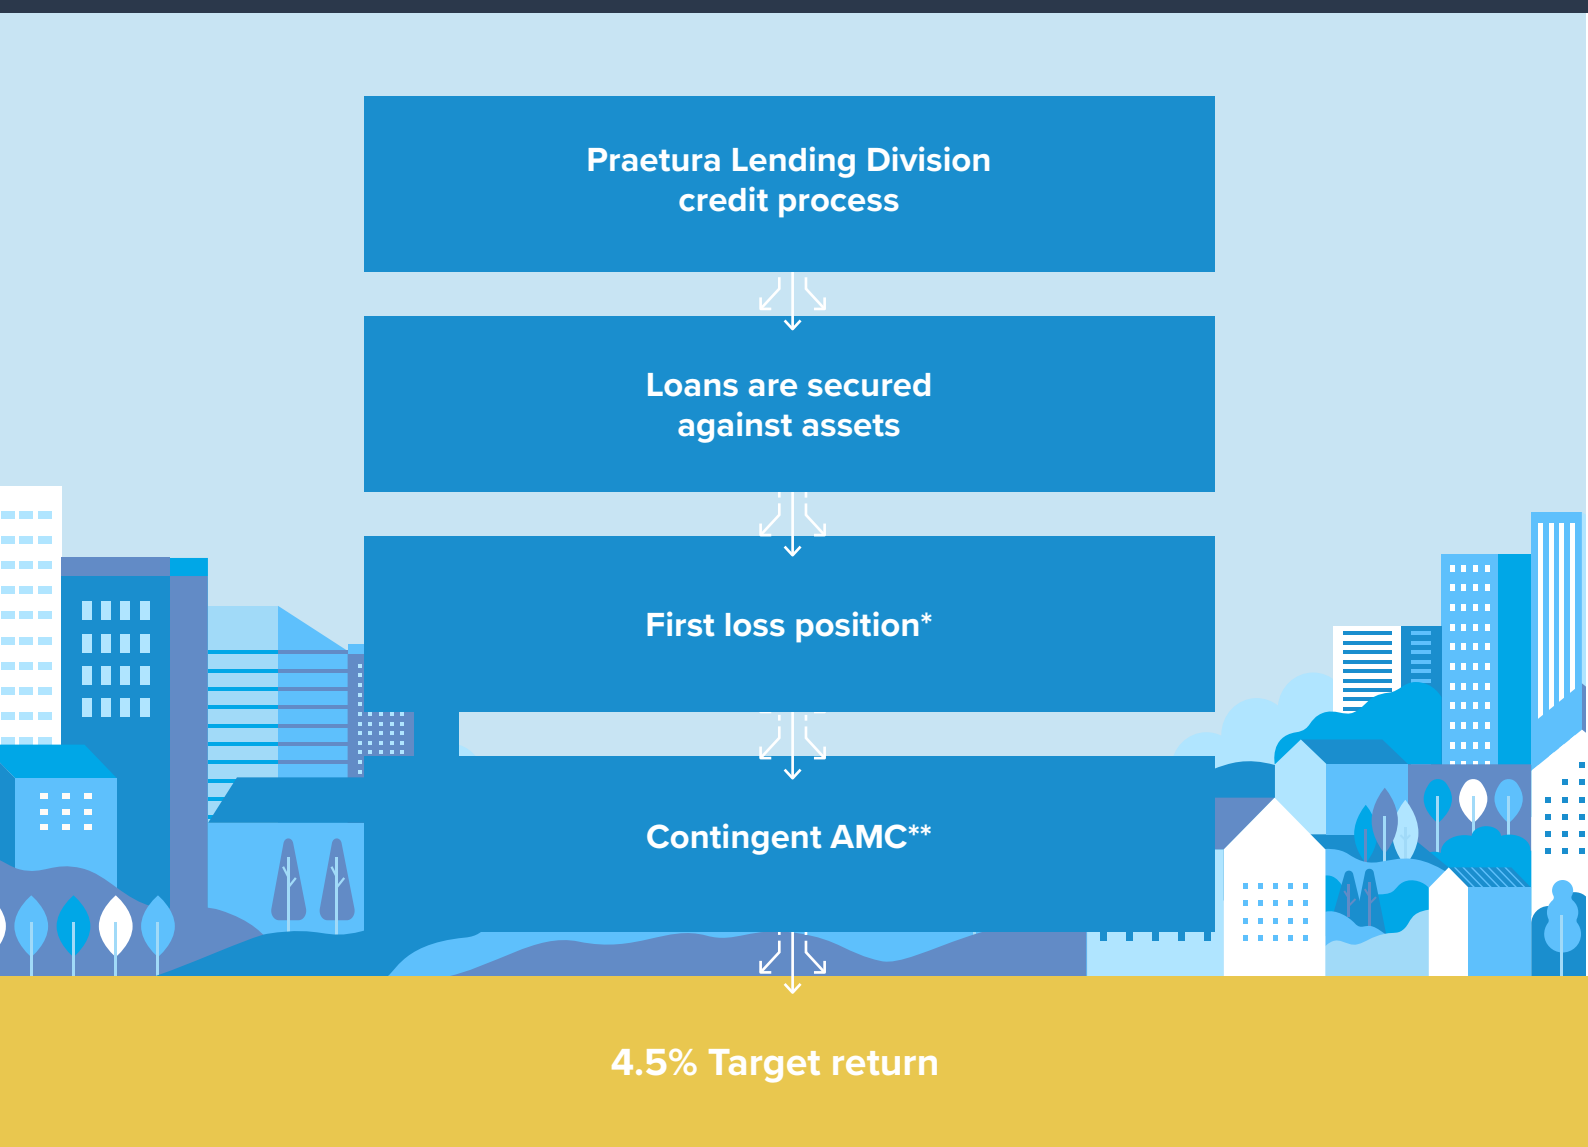 Praetura Lending Division
credit process
Loans are secured
against assets
First loss position*
Contingent AMC**
4.5% Target return